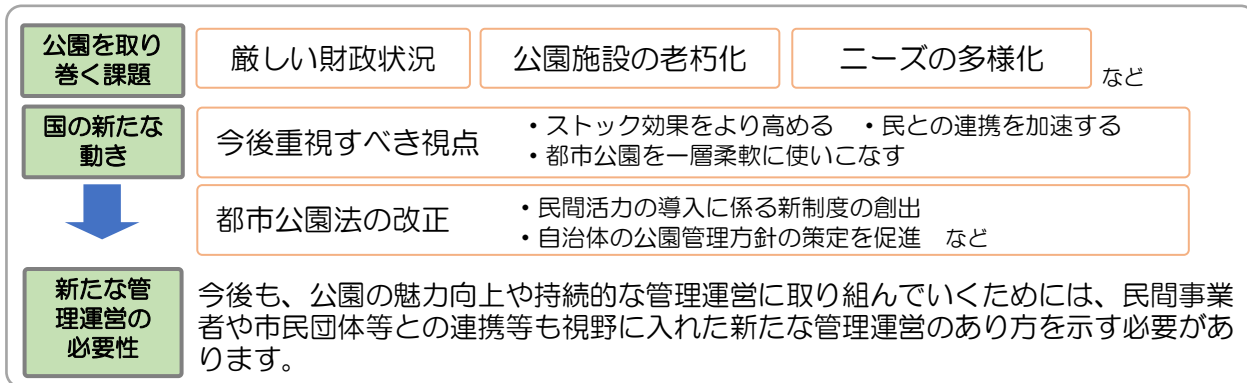 公園を取り
巻く課題
厳しい財政状況
公園施設の老朽化
ニーズの多様化
など
国の新たな
動き
今後重視すべき視点
・ストック効果をより高める ・民との連携を加速する
・都市公園を一層柔軟に使いこなす
都市公園法の改正
・民間活力の導入に係る新制度の創出
・自治体の公園管理方針の策定を促進 など
新たな管
理運営の
必要性
今後も、公園の魅力向上や持続的な管理運営に取り組んでいくためには、民間事業
者や市民団体等との連携等も視野に入れた新たな管理運営のあり方を示す必要があ
ります。